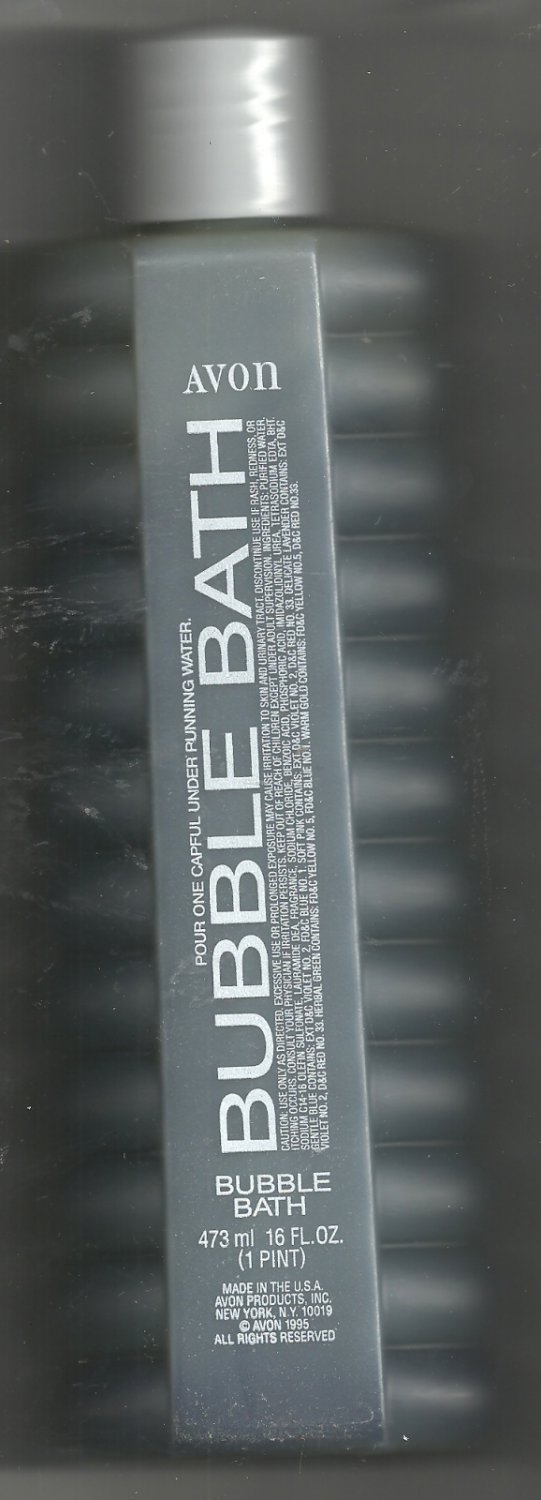 AVON
POUR ONE CAPFUL UNDER PUNNING WATER.
BUBBLE BATH
CAUTION: USE ONLY AS DIRECTED. EXCESSIVE USE OR PROLONGED EXPOSURE MAY CAUSE IRRITATION TO SKIN AND URINARY TRACT. DISCONTINUE USE IF RASH, REDNESS, OR
ITCHING OCCURS. CONSULT YOUR PHYSICIAN IF IRRITATION PERSISTS. KEEP OUT OF REACH OF CHILDREN EXCEPT UNDER ADULT SUPERVISION. INGREDIENTS: PURIFIED WATER,
SODIUM C14-16 OLEFIN SULFONATE, LAURAMIDE DEA, FRAGRANCE, SODIUM CHLORIDE, BENZOIC ACID, PHOSPHORIC ACID, IMIDAZOLIDINYL UREA, TETRASODIUM EDTA, BHT.
GENTLE BLUE CONTAINS: EXT D&C VIOLET NO. 2, FD&C BLUE NO. 1. SOFT PINK CONTAINS: EXT D&C VIOLET NO. 2, D&C RED NO. 33. DELICATE LAVENDER CONTAINS: EXT D&C
VIOLET NO. 2, D&C RED NO. 33. HERBAL GREEN CONTAINS: FD&C YELLOW NO. 5, FD&C BLUE NO.1. WARM GOLD CONTAINS: FD&C YELLOW NO.5, D&C RED NO.33.
BUBBLE
BATH
473 ml 16 FL.OZ.
(1 PINT)
MADE IN THE U.S.A.
AVON PRODUCTS, INC.
NEW YORK, N.Y. 10019
© AVON 1995
ALL RIGHTS RESERVED